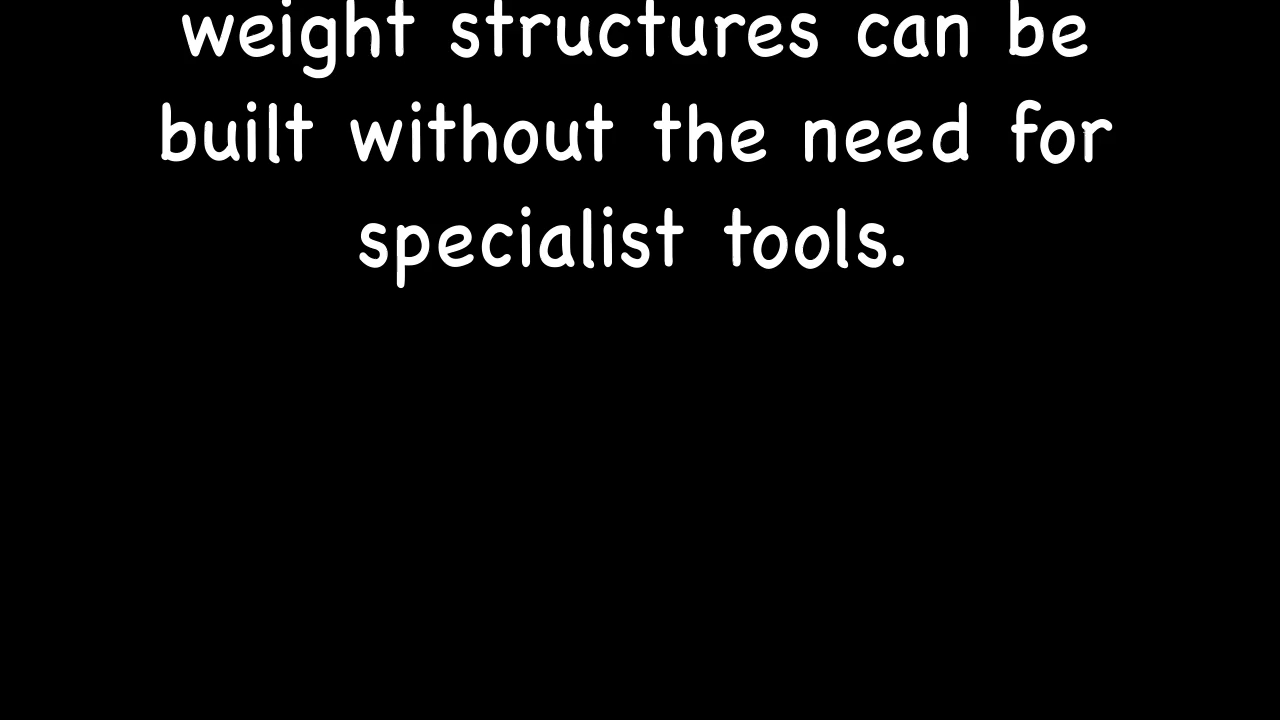 weight structures can be
built without the need for
specialist tools.